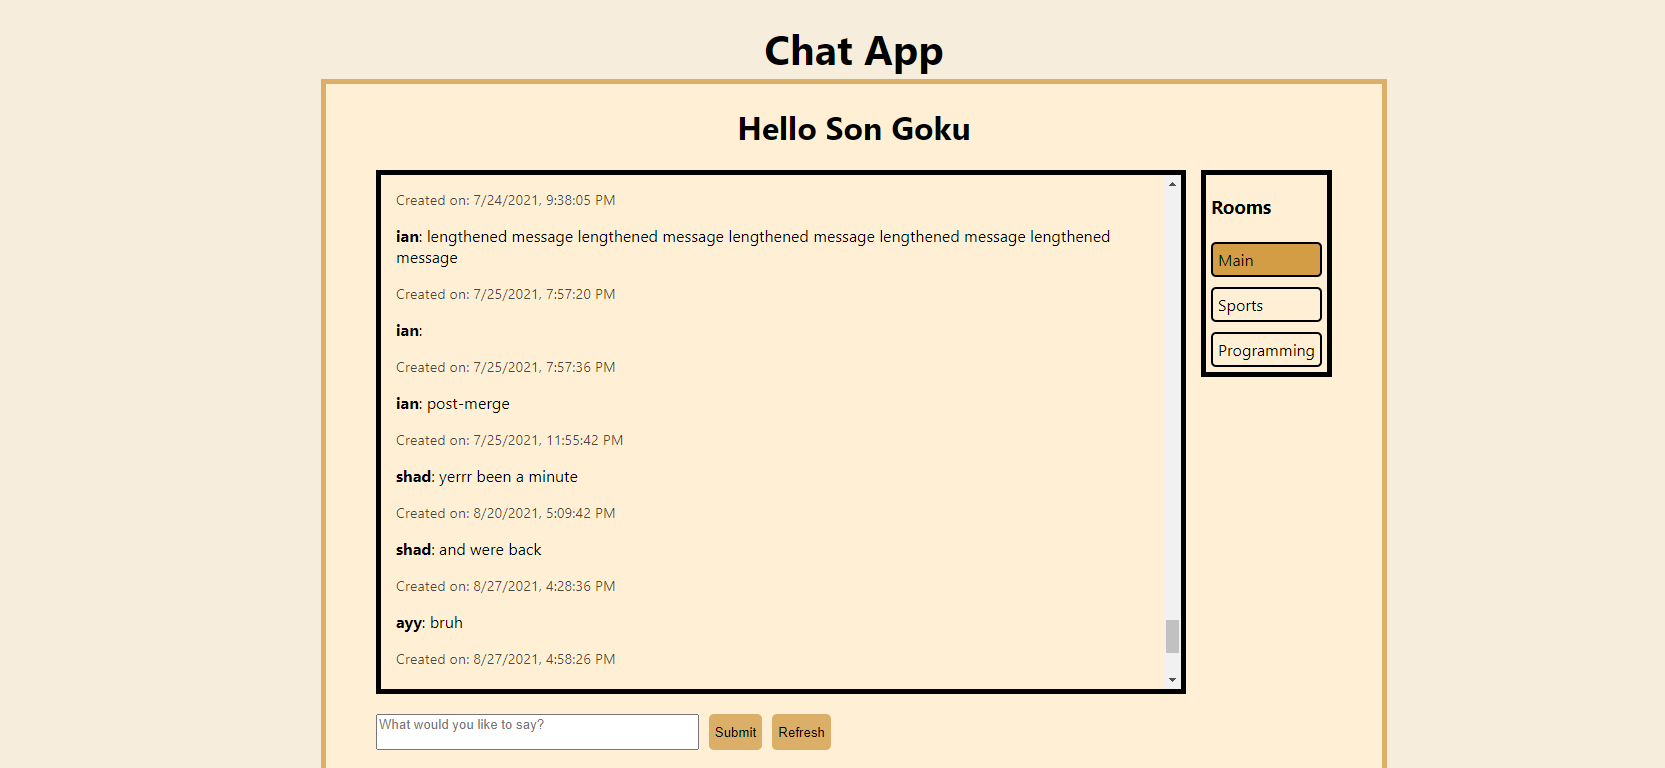 Chat App
Hello Son Goku
Created on: 7/24/2021, 9:38:05 PM
ian: lengthened message lengthened message lengthened message lengthened message lengthened
message
Created on: 7/25/2021, 7:57:20 PM
ian:
Created on: 7/25/2021, 7:57:36 PM
ian: post-merge
Created on: 7/25/2021, 11:55:42 PM
shad: yerrr been a minute
Created on: 8/20/2021, 5:09:42 PM
shad: and were back
Created on: 8/27/2021, 4:28:36 PM
ayy: bruh
Created on: 8/27/2021, 4:58:26 PM
Rooms
Main
Sports
Programming
What would you like to say?
Submit
Refresh